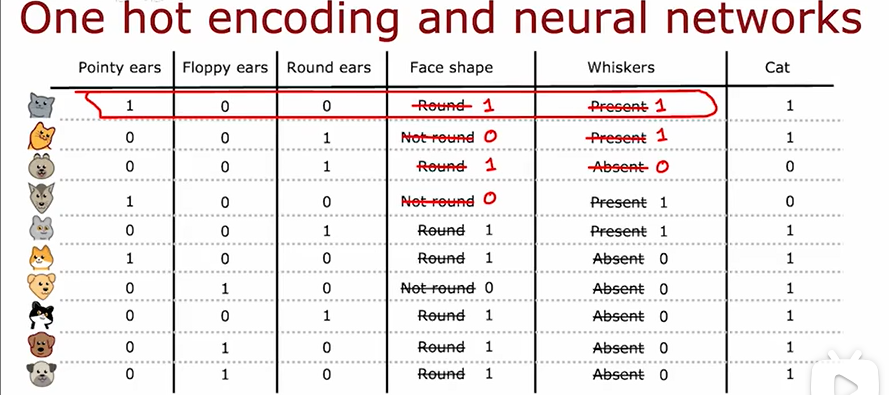 One hot encoding and neural networks
Pointy ears Floppy ears Round ears Face shape Whiskers Cat
1 0 0 Round 1 Present 1 1
0 0 1 Not round 0 Present 1 1
0 0 1 Round 1 Absent 0 0
1 0 0 Not round 0 Present 1 0
0 0 1 Round 1 Present 1 1
1 0 0 Round 1 Absent 0 1
0 1 0 Not round 0 Absent 0 1
0 0 1 Round 1 Absent 0 1
0 1 0 Round 1 Absent 0 1
0 1 0 Round 1 Absent 0 1